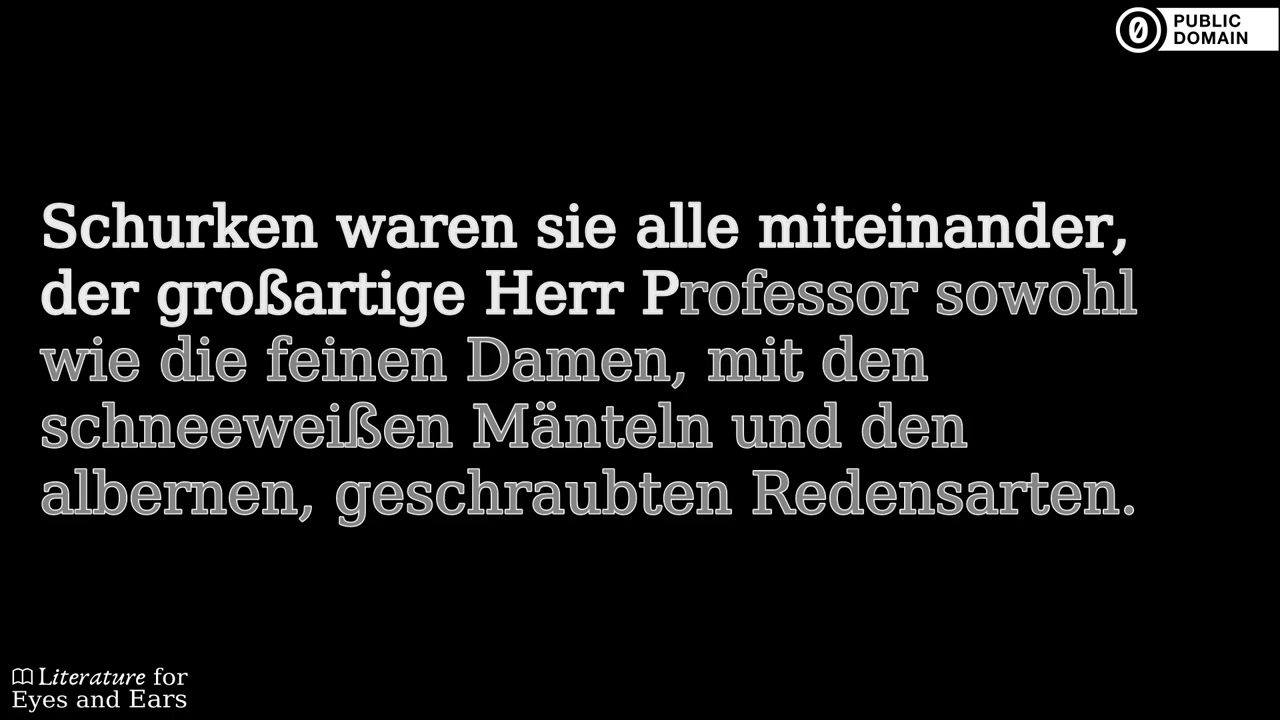 PUBLIC
DOMAIN
Schurken waren sie alle miteinander,
der großartige Herr Professor sowohl
wie die feinen Damen, mit den
schneeweißen Mänteln und den
albernen, geschraubten Redensarten.
Literature for
Eyes and Ears